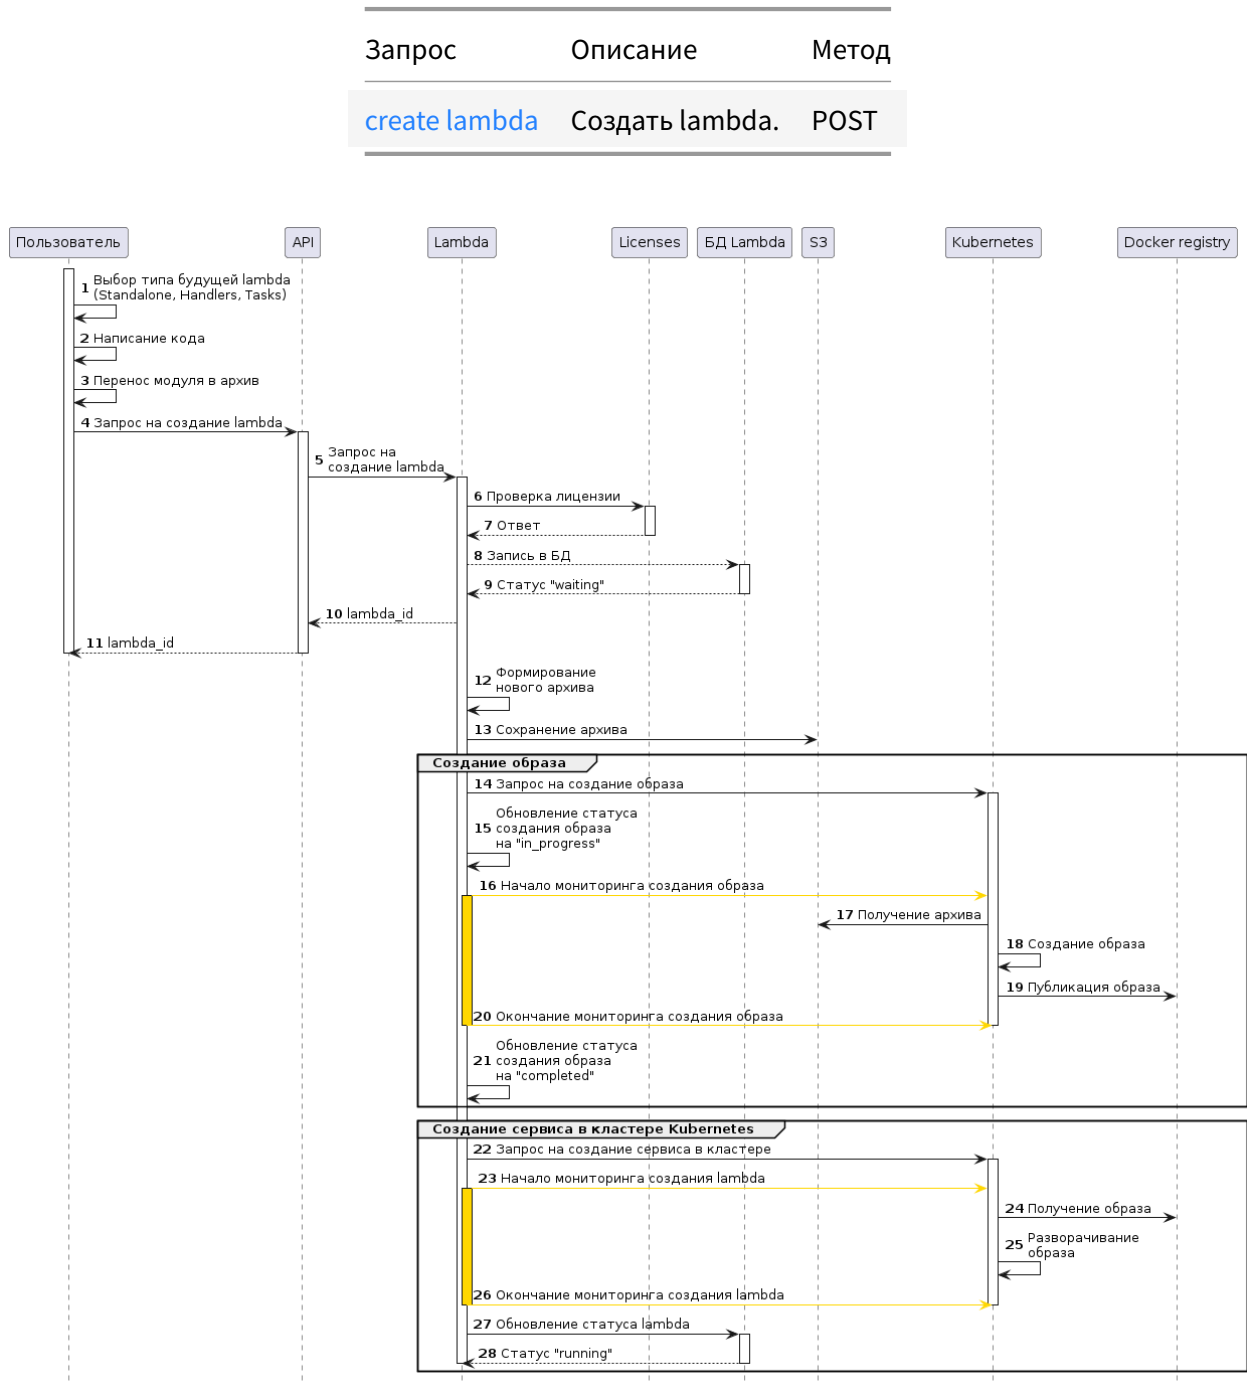 Запрос Описание Метод
create lambda Создать lambda. POST
Пользователь API Lambda Licenses БД Lambda S3 Kubernetes Docker registry
1 Выбор типа будущей lambda
(Standalone, Handlers, Tasks)
2 Написание кода
3 Перенос модуля в архив
4 Запрос на создание lambda
5 Запрос на
создание lambda
6 Проверка лицензии
7 Ответ
8 Запись в БД
9 Статус "waiting"
10 lambda_id
11 lambda_id
12 Формирование
нового архива
13 Сохранение архива
Создание образа
14 Запрос на создание образа
15 Обновление статуса
создания образа
на "in_progress"
16 Начало мониторинга создания образа
17 Получение архива
18 Создание образа
19 Публикация образа
20 Окончание мониторинга создания образа
21 Обновление статуса
создания образа
на "completed"
Создание сервиса в кластере Kubernetes
22 Запрос на создание сервиса в кластере
23 Начало мониторинга создания lambda
24 Получение образа
25 Разворачивание
образа
26 Окончание мониторинга создания lambda
27 Обновление статуса lambda
28 Статус "running"